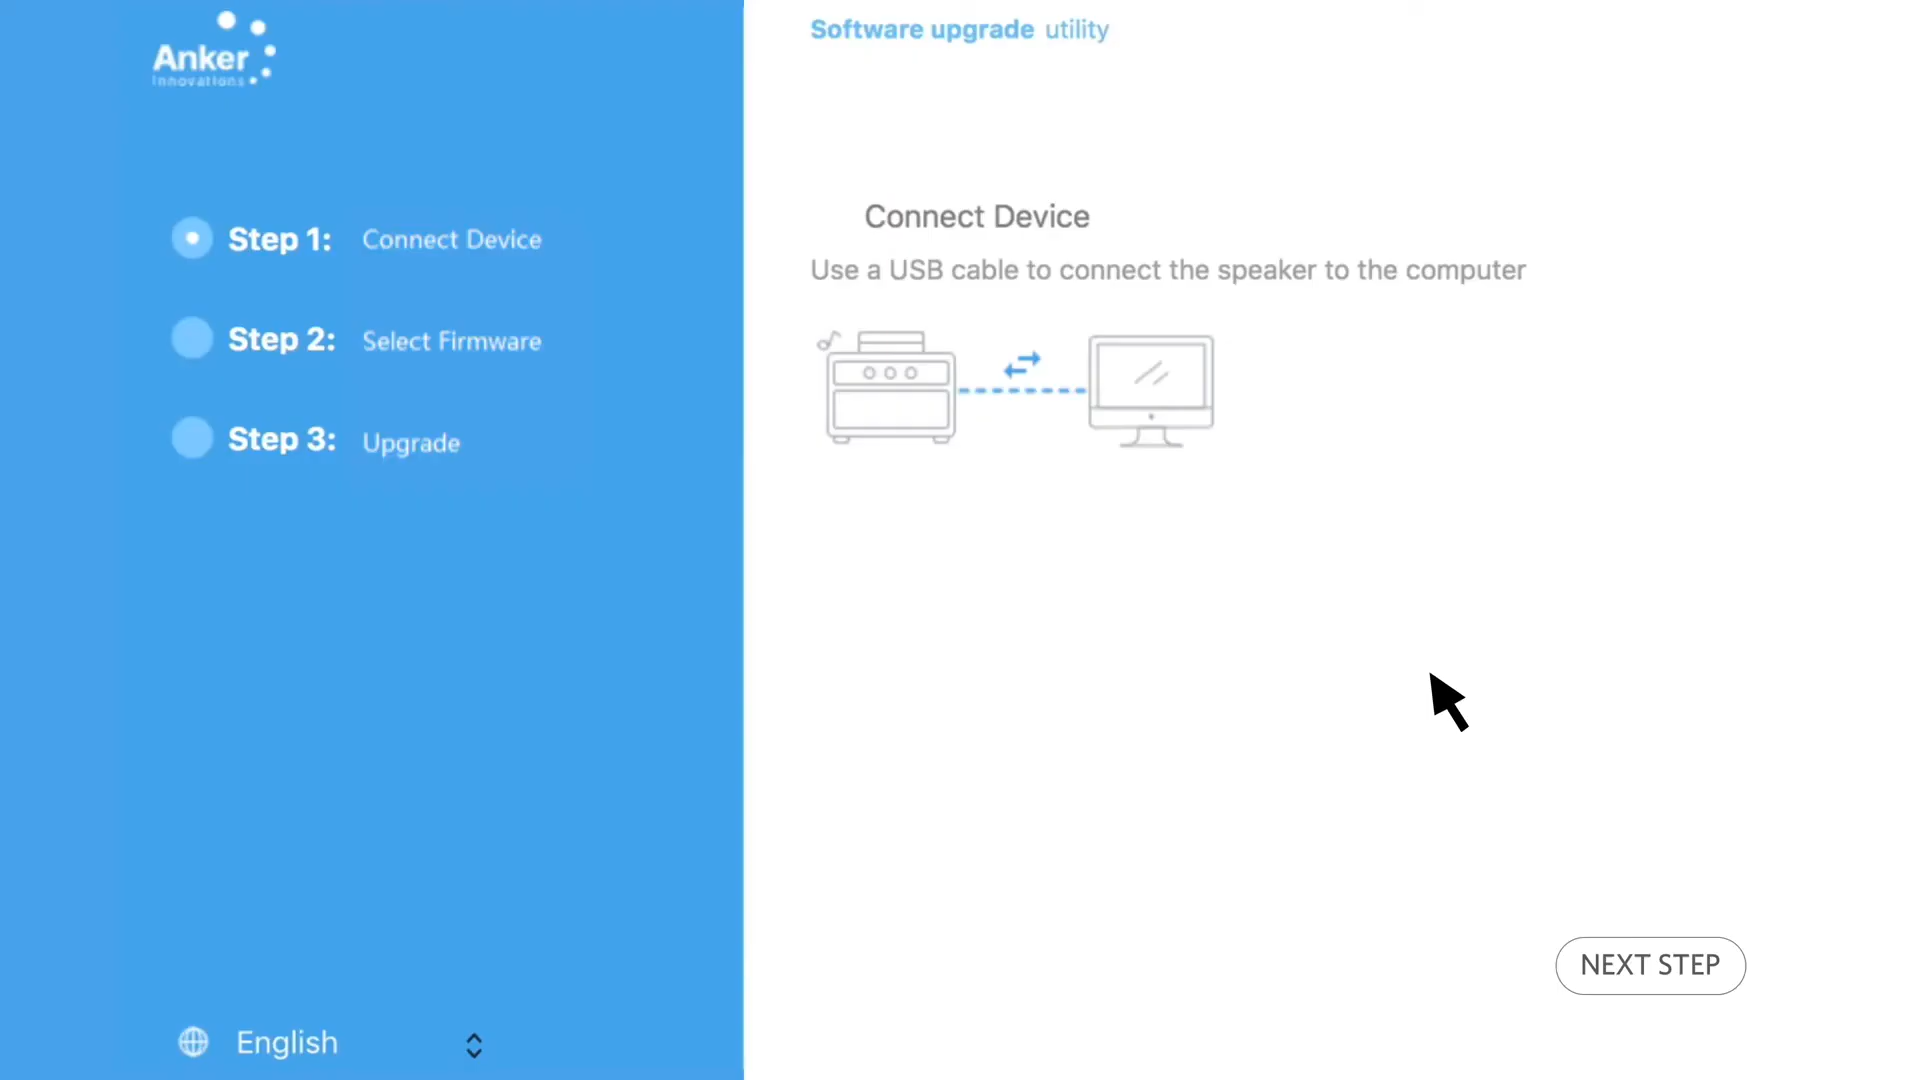 Anker
Innovations
Step 1: Connect Device
Step 2: Select Firmware
Step 3: Upgrade
English
Software upgrade utility
Connect Device
Use a USB cable to connect the speaker to the computer
NEXT STEP